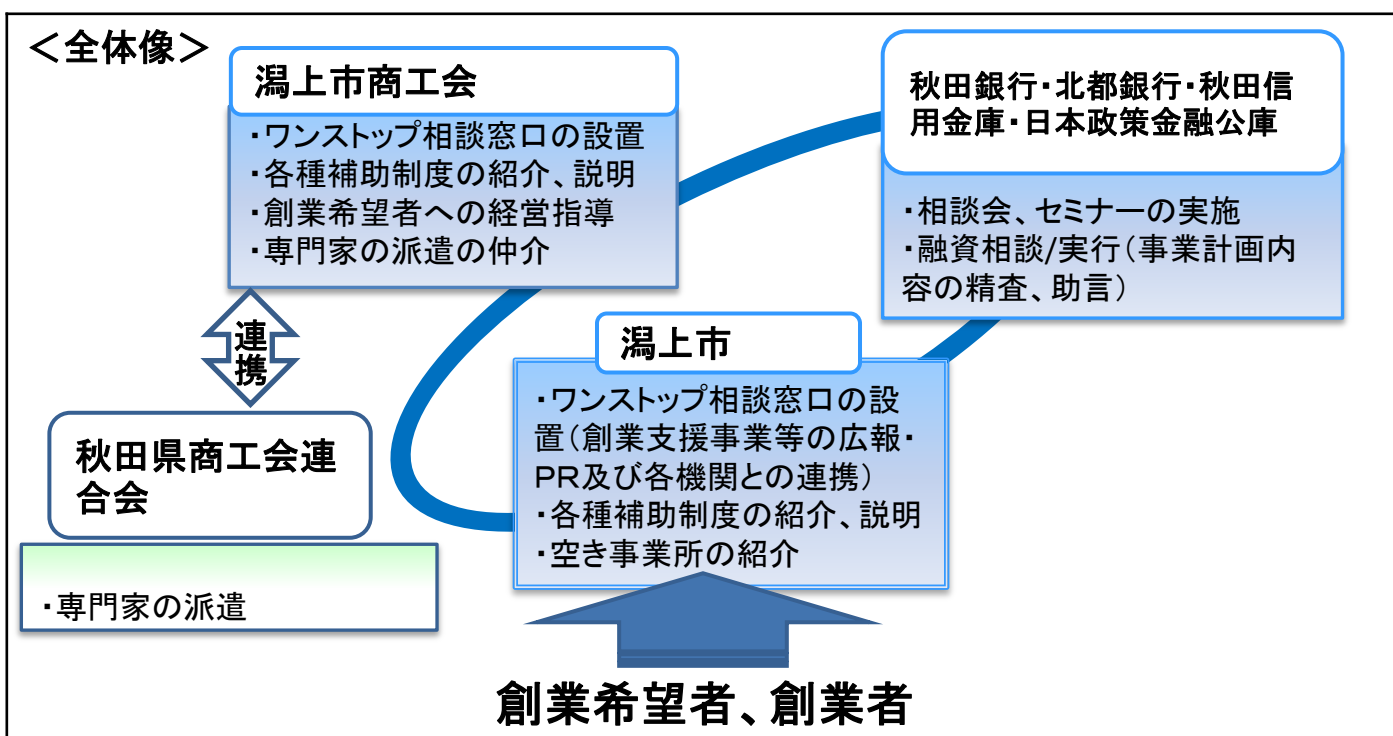 ＜全体像＞
潟上市商工会
・ワンストップ相談窓口の設置
・各種補助制度の紹介、説明
・創業希望者への経営指導
・専門家の派遣の仲介
秋田銀行・北都銀行・秋田信
用金庫・日本政策金融公庫
・相談会、セミナーの実施
・融資相談/実行（事業計画内
容の精査、助言）
連
携
秋田県商工会連
合会
・専門家の派遣
潟上市
・ワンストップ相談窓口の設
置（創業支援事業等の広報・
ＰＲ及び各機関との連携）
・各種補助制度の紹介、説明
・空き事業所の紹介
創業希望者、創業者